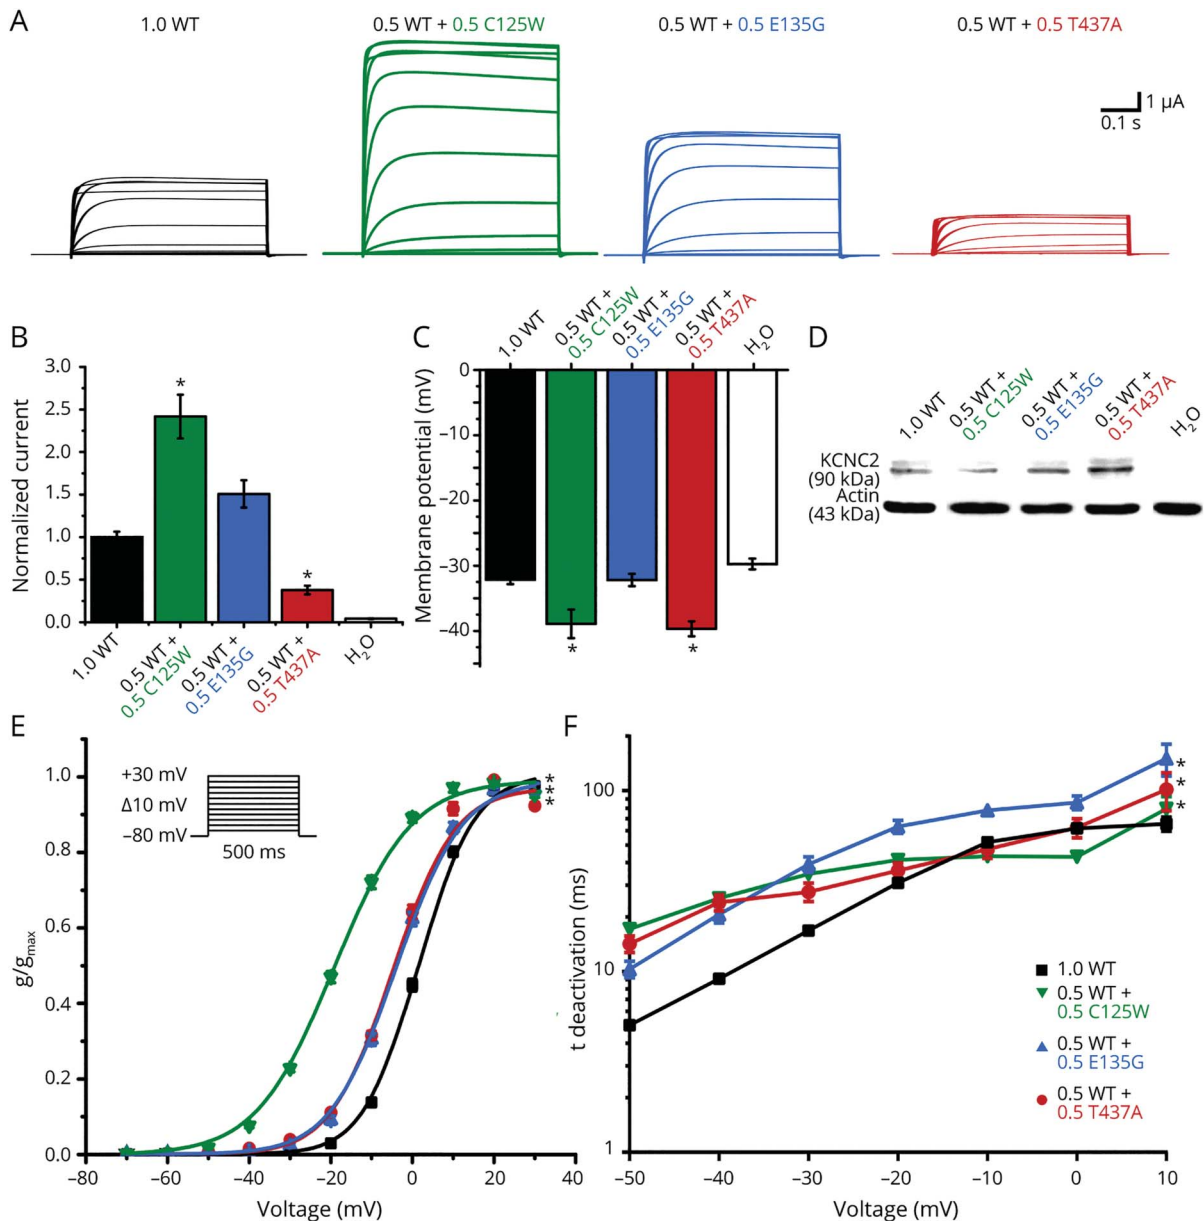 A
1.0 WT
0.5 WT + 0.5 C125W
0.5 WT + 0.5 E135G
0.5 WT + 0.5 T437A
1 µA
0.1 s
B
Normalized current
3.0
2.5
2.0
1.5
1.0
0.5
0.0
*
*
1.0 WT
0.5 WT +
0.5 C125W
0.5 WT +
0.5 E135G
0.5 WT +
0.5 T437A
H2O
C
1.0 WT
0.5 WT +
0.5 C125W
0.5 WT +
0.5 E135G
0.5 WT +
0.5 T437A
H2O
Membrane potential (mV)
0
−10
−20
−30
−40
*
*
D
1.0 WT
0.5 WT +
0.5 C125W
0.5 WT +
0.5 E135G
0.5 WT +
0.5 T437A
H2O
KCNC2
(90 kDa)
Actin
(43 kDa)
E
g/gmax
1.0
0.8
0.6
0.4
0.2
0.0
+30 mV
Δ10 mV
−80 mV
500 ms
*
*
*
−80
−60
−40
−20
0
20
40
Voltage (mV)
F
t deactivation (ms)
100
10
1
*
*
*
1.0 WT
0.5 WT +
0.5 C125W
0.5 WT +
0.5 E135G
0.5 WT +
0.5 T437A
−50
−40
−30
−20
−10
0
10
Voltage (mV)